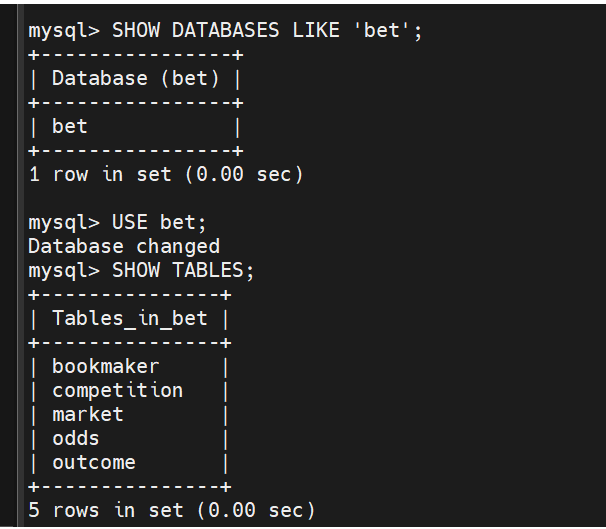 mysql> SHOW DATABASES LIKE 'bet';
+----------------+
| Database (bet) |
+----------------+
| bet            |
+----------------+
1 row in set (0.00 sec)

mysql> USE bet;
Database changed
mysql> SHOW TABLES;
+---------------+
| Tables_in_bet |
+---------------+
| bookmaker     |
| competition   |
| market        |
| odds          |
| outcome       |
+---------------+
5 rows in set (0.00 sec)